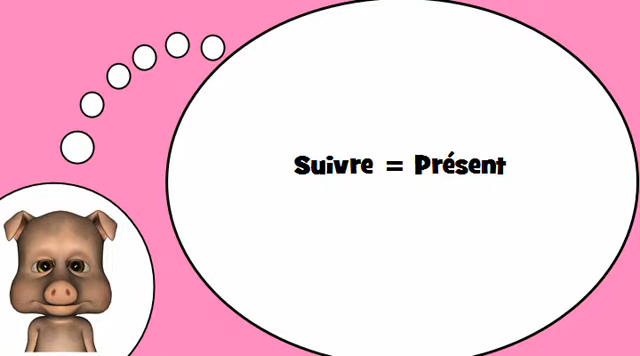 Suivre = Présent